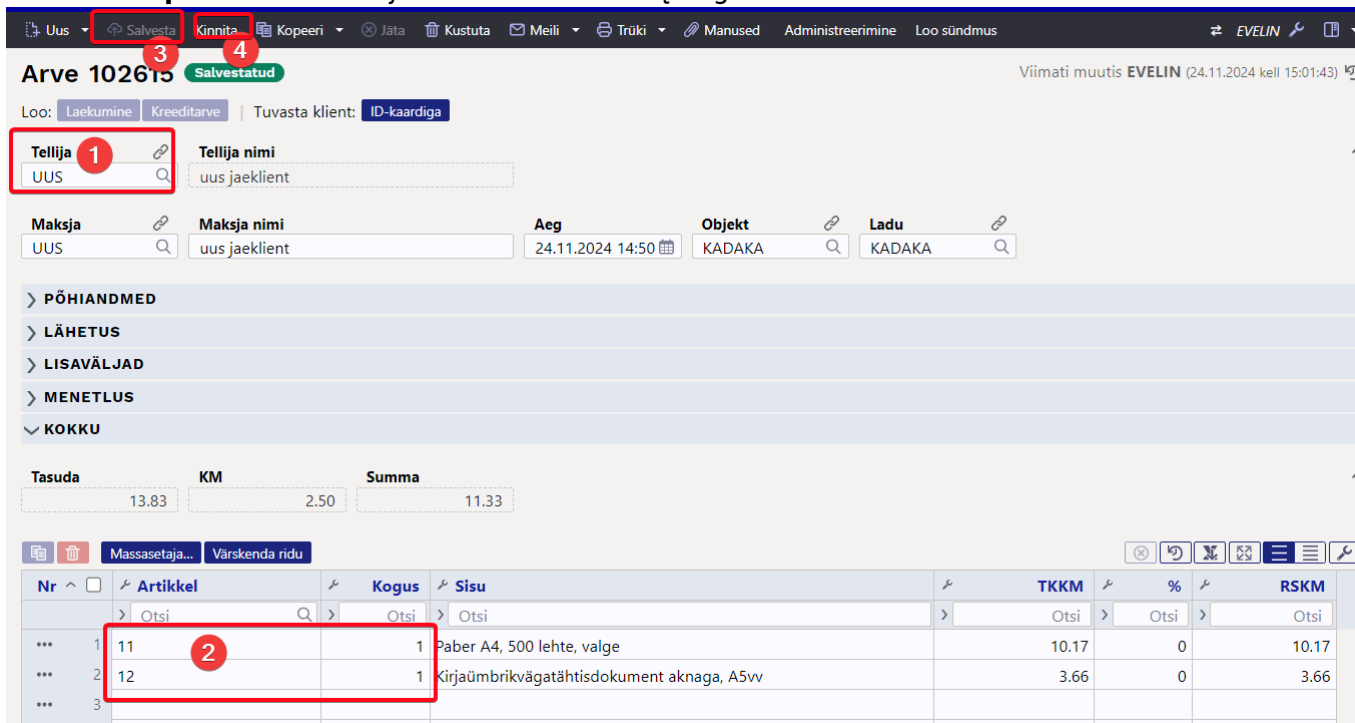 Uus Salvesta Kinnita Kopeeri Jäta Kustuta Meili Trüki Manused Administreerimine Loo sündmus EVELIN
3 4
Arve 102615 Salvestatud Viimati muutis EVELIN (24.11.2024 kell 15:01:43)
Loo: Laekumine Kreeditarve | Tuvasta klient: ID-kaardiga
Tellija 1 Tellija nimi
UUS uus jaeklient
Maksja Maksja nimi Aeg Objekt Ladu
UUS uus jaeklient 24.11.2024 14:50 KADAKA KADAKA
PÕHIANDMED
LÄHETUS
LISAVÄLJAD
MENETLUS
KOKKU
Tasuda KM Summa
13.83 2.50 11.33
Massasetaja... Värskenda ridu
Nr Artikkel Kogus Sisu TKKM % RSKM
> Otsi > Otsi > Otsi > Otsi > Otsi > Otsi
••• 1 11 2 1 Paber A4, 500 lehte, valge 10.17 0 10.17
••• 2 12 1 Kirjaümbrikvägatähtisdokument aknaga, A5vv 3.66 0 3.66
••• 3